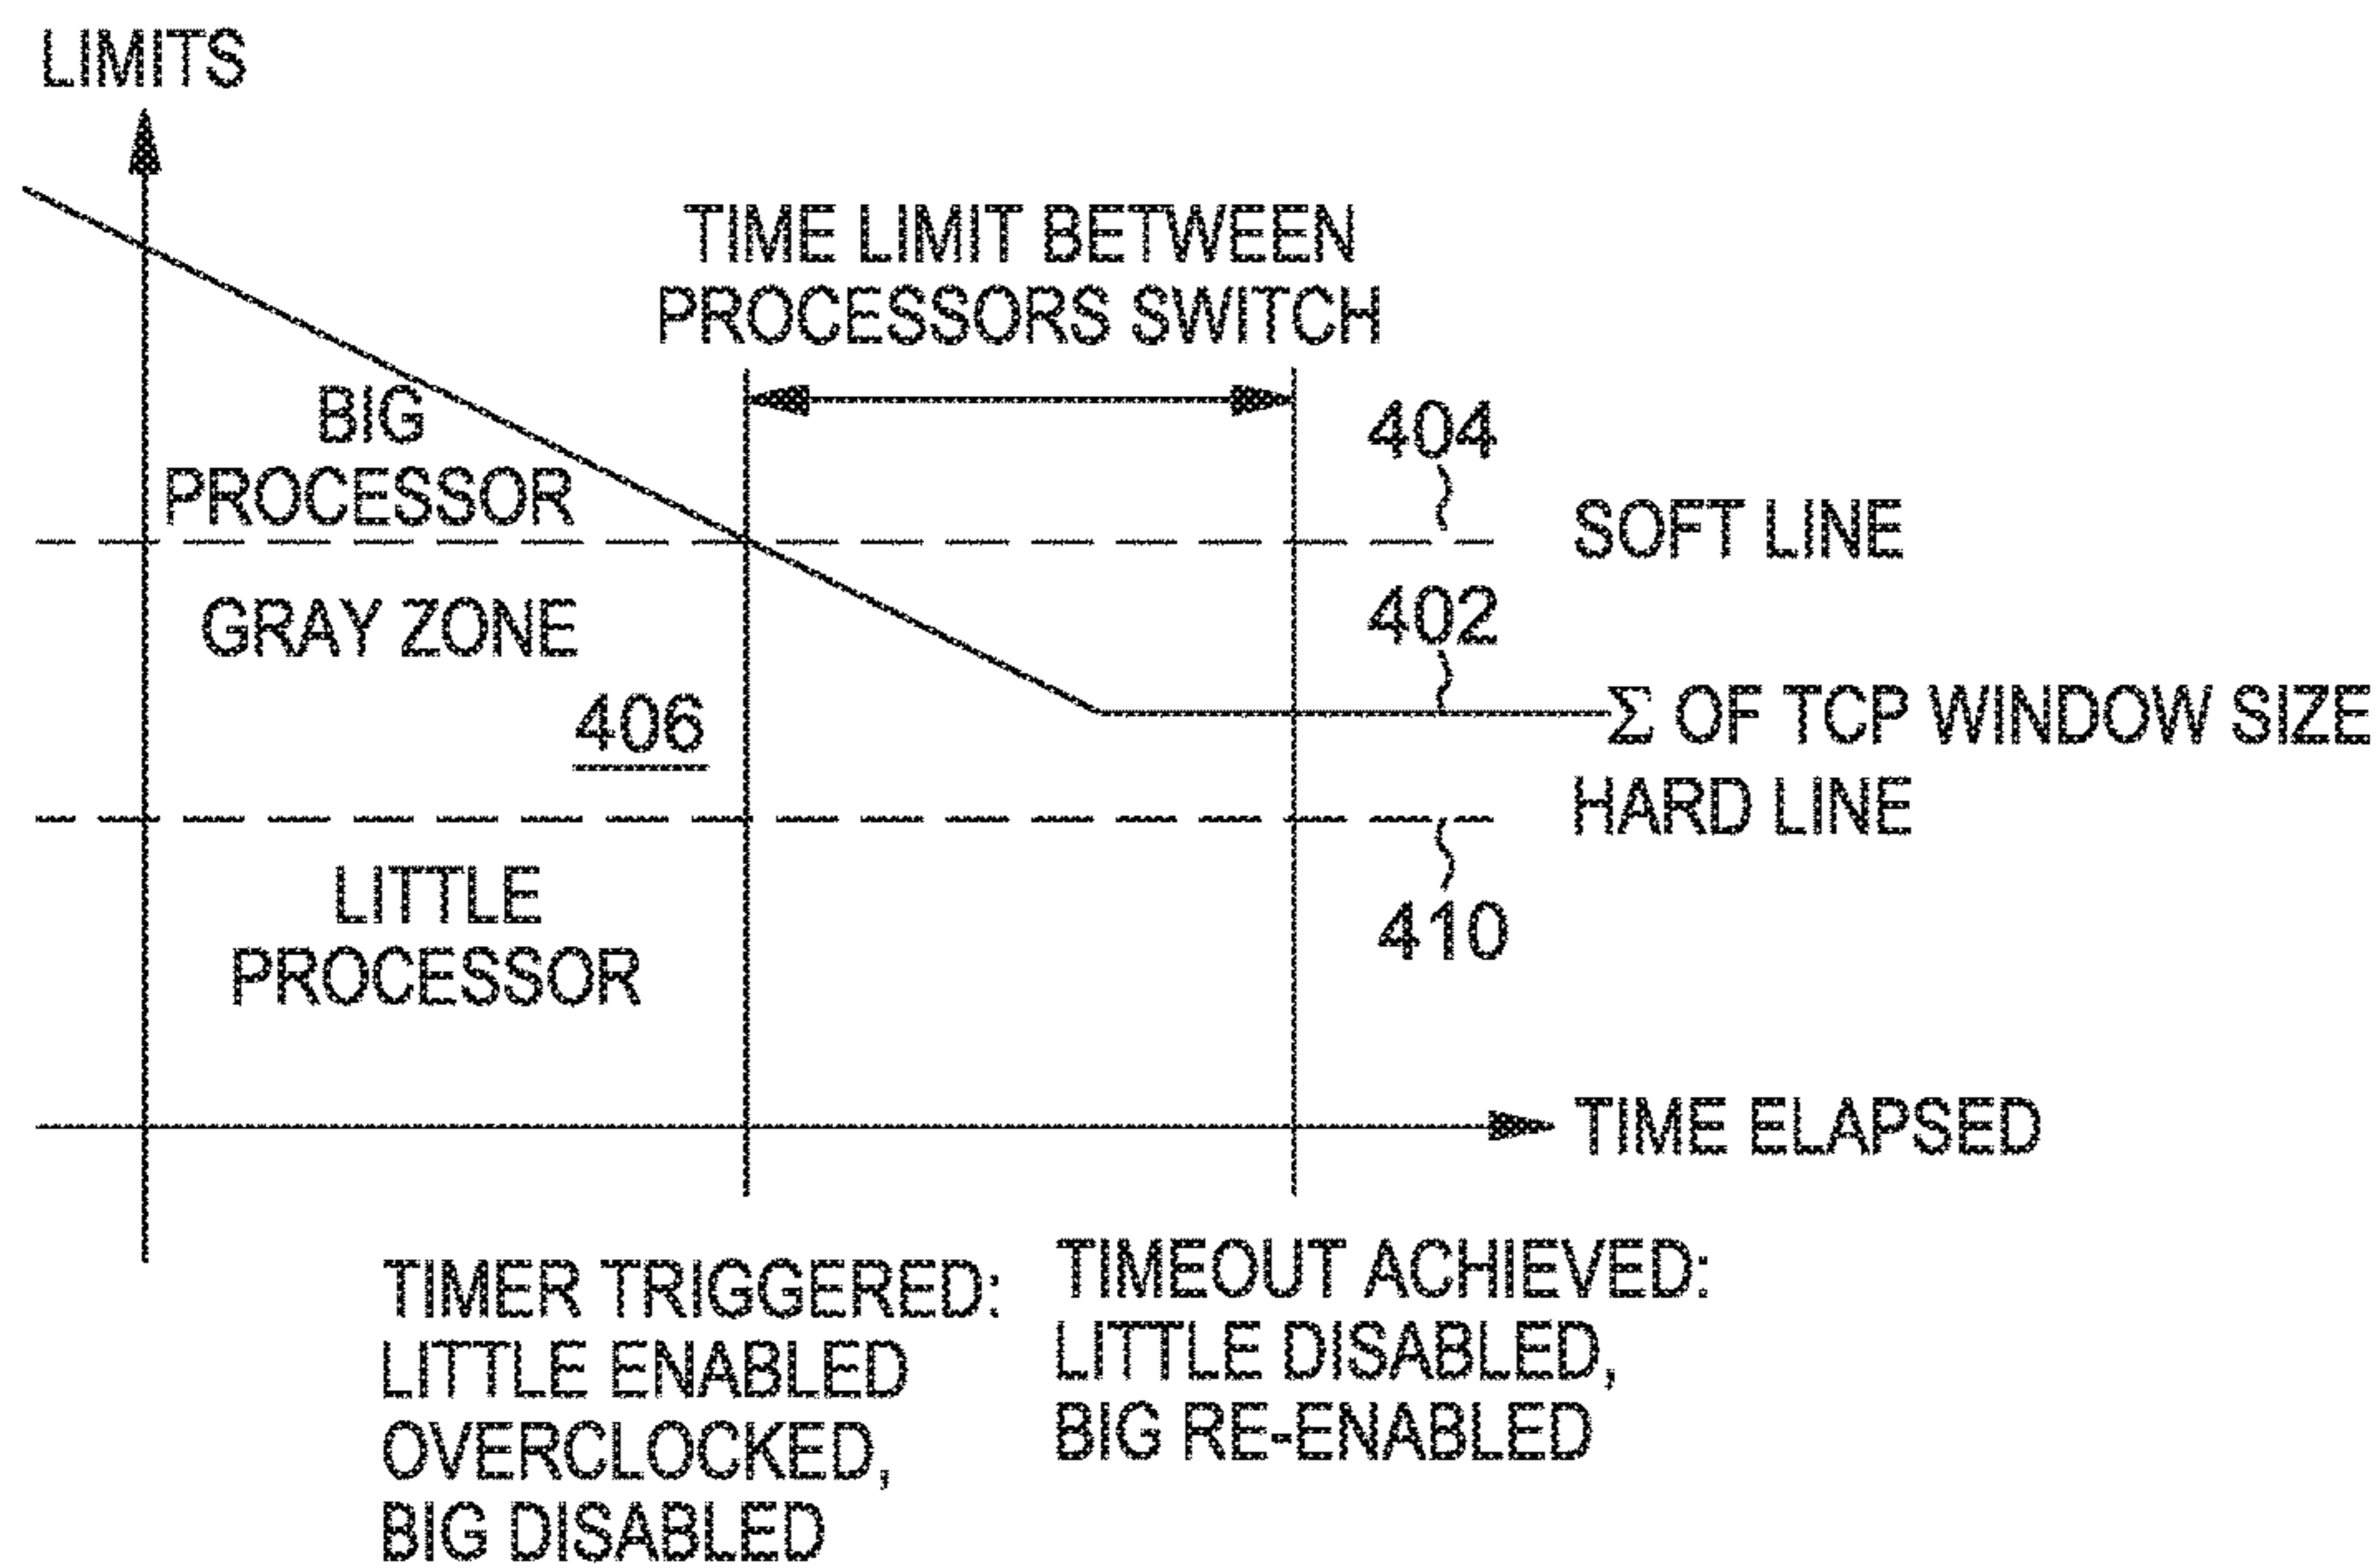 LIMITS
TIME LIMIT BETWEEN
PROCESSORS SWITCH
BIG
PROCESSOR
404
SOFT LINE
GRAY ZONE
402
406
Σ OF TCP WINDOW SIZE
HARD LINE
LITTLE
PROCESSOR
410
TIME ELAPSED
TIMER TRIGGERED:
LITTLE ENABLED
OVERCLOCKED,
BIG DISABLED
TIMEOUT ACHIEVED:
LITTLE DISABLED,
BIG RE-ENABLED